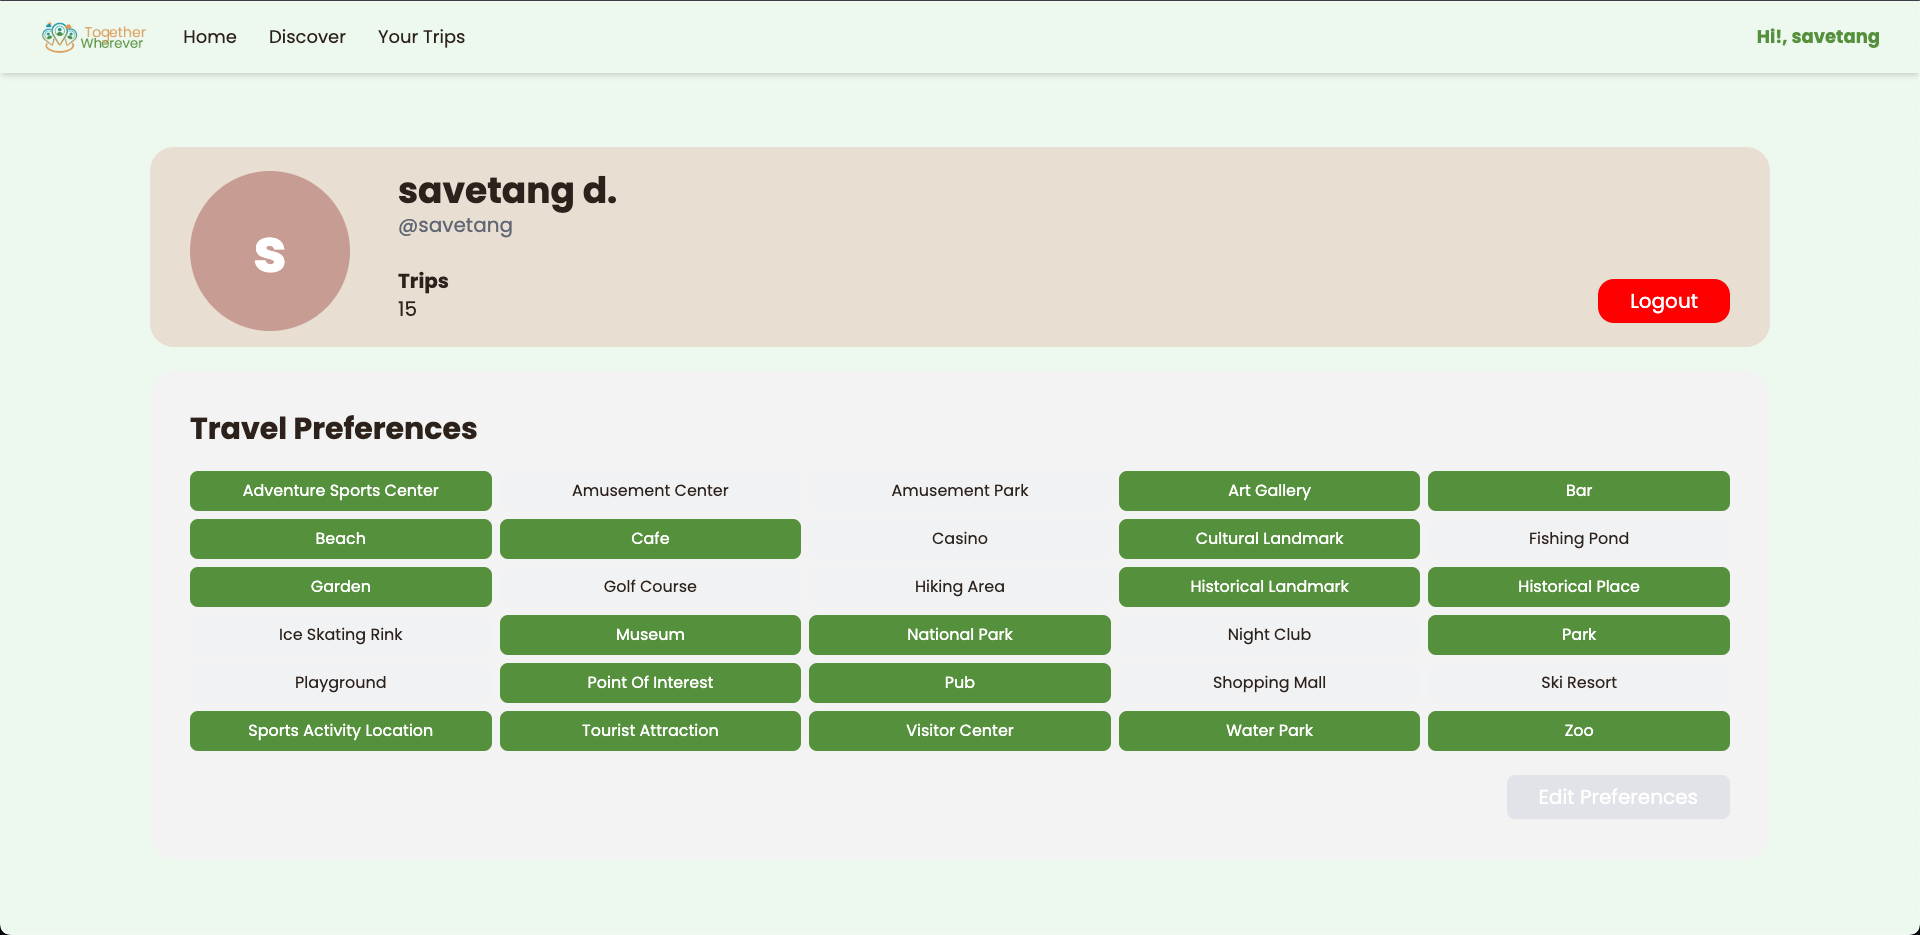 Together
Wherever
Home Discover Your Trips Hi!, savetang
S
savetang d.
@savetang
Trips
15
Logout
Travel Preferences
Adventure Sports Center Amusement Center Amusement Park Art Gallery Bar
Beach Cafe Casino Cultural Landmark Fishing Pond
Garden Golf Course Hiking Area Historical Landmark Historical Place
Ice Skating Rink Museum National Park Night Club Park
Playground Point Of Interest Pub Shopping Mall Ski Resort
Sports Activity Location Tourist Attraction Visitor Center Water Park Zoo
Edit Preferences